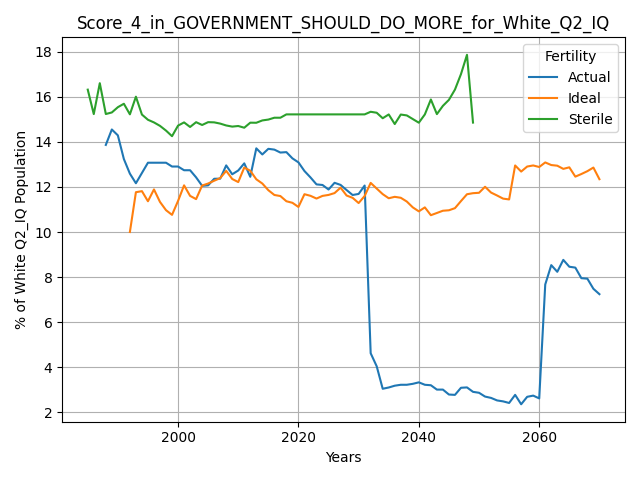 Score_4_in_GOVERNMENT_SHOULD_DO_MORE_for_White_Q2_IQ
% of White Q2_IQ Population
18
16
14
12
10
8
6
4
2
Fertility
Actual
Ideal
Sterile
2000 2020 2040 2060
Years